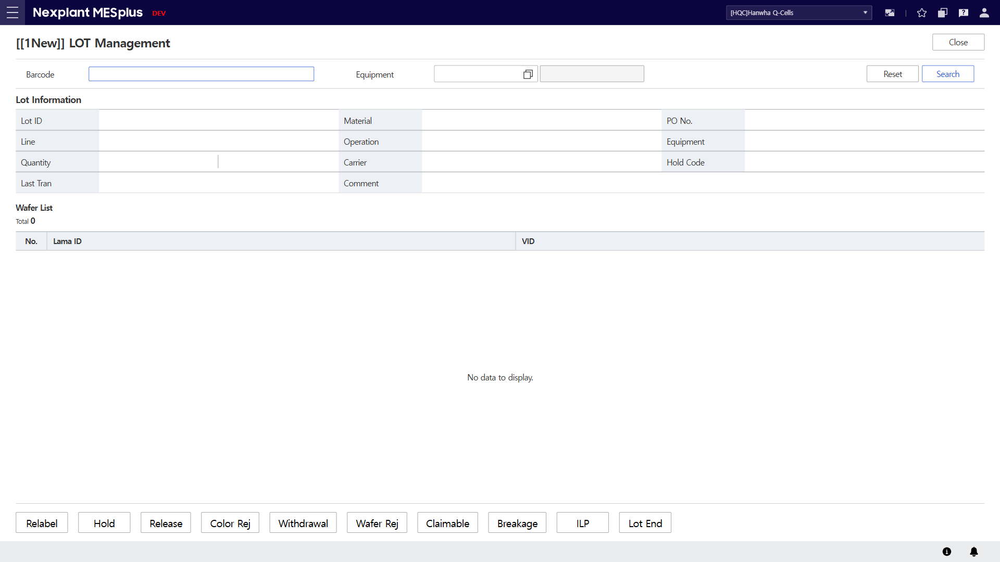 Nexplant MESplus DEV [HQC]Hanwha Q-Cells
[[1New]] LOT Management Close
Barcode Equipment Reset Search
Lot Information
Lot ID Material PO No.
Line Operation Equipment
Quantity Carrier Hold Code
Last Tran Comment
Wafer List
Total 0
No. Lama ID VID
No data to display.
Relabel Hold Release Color Rej Withdrawal Wafer Rej Claimable Breakage ILP Lot End